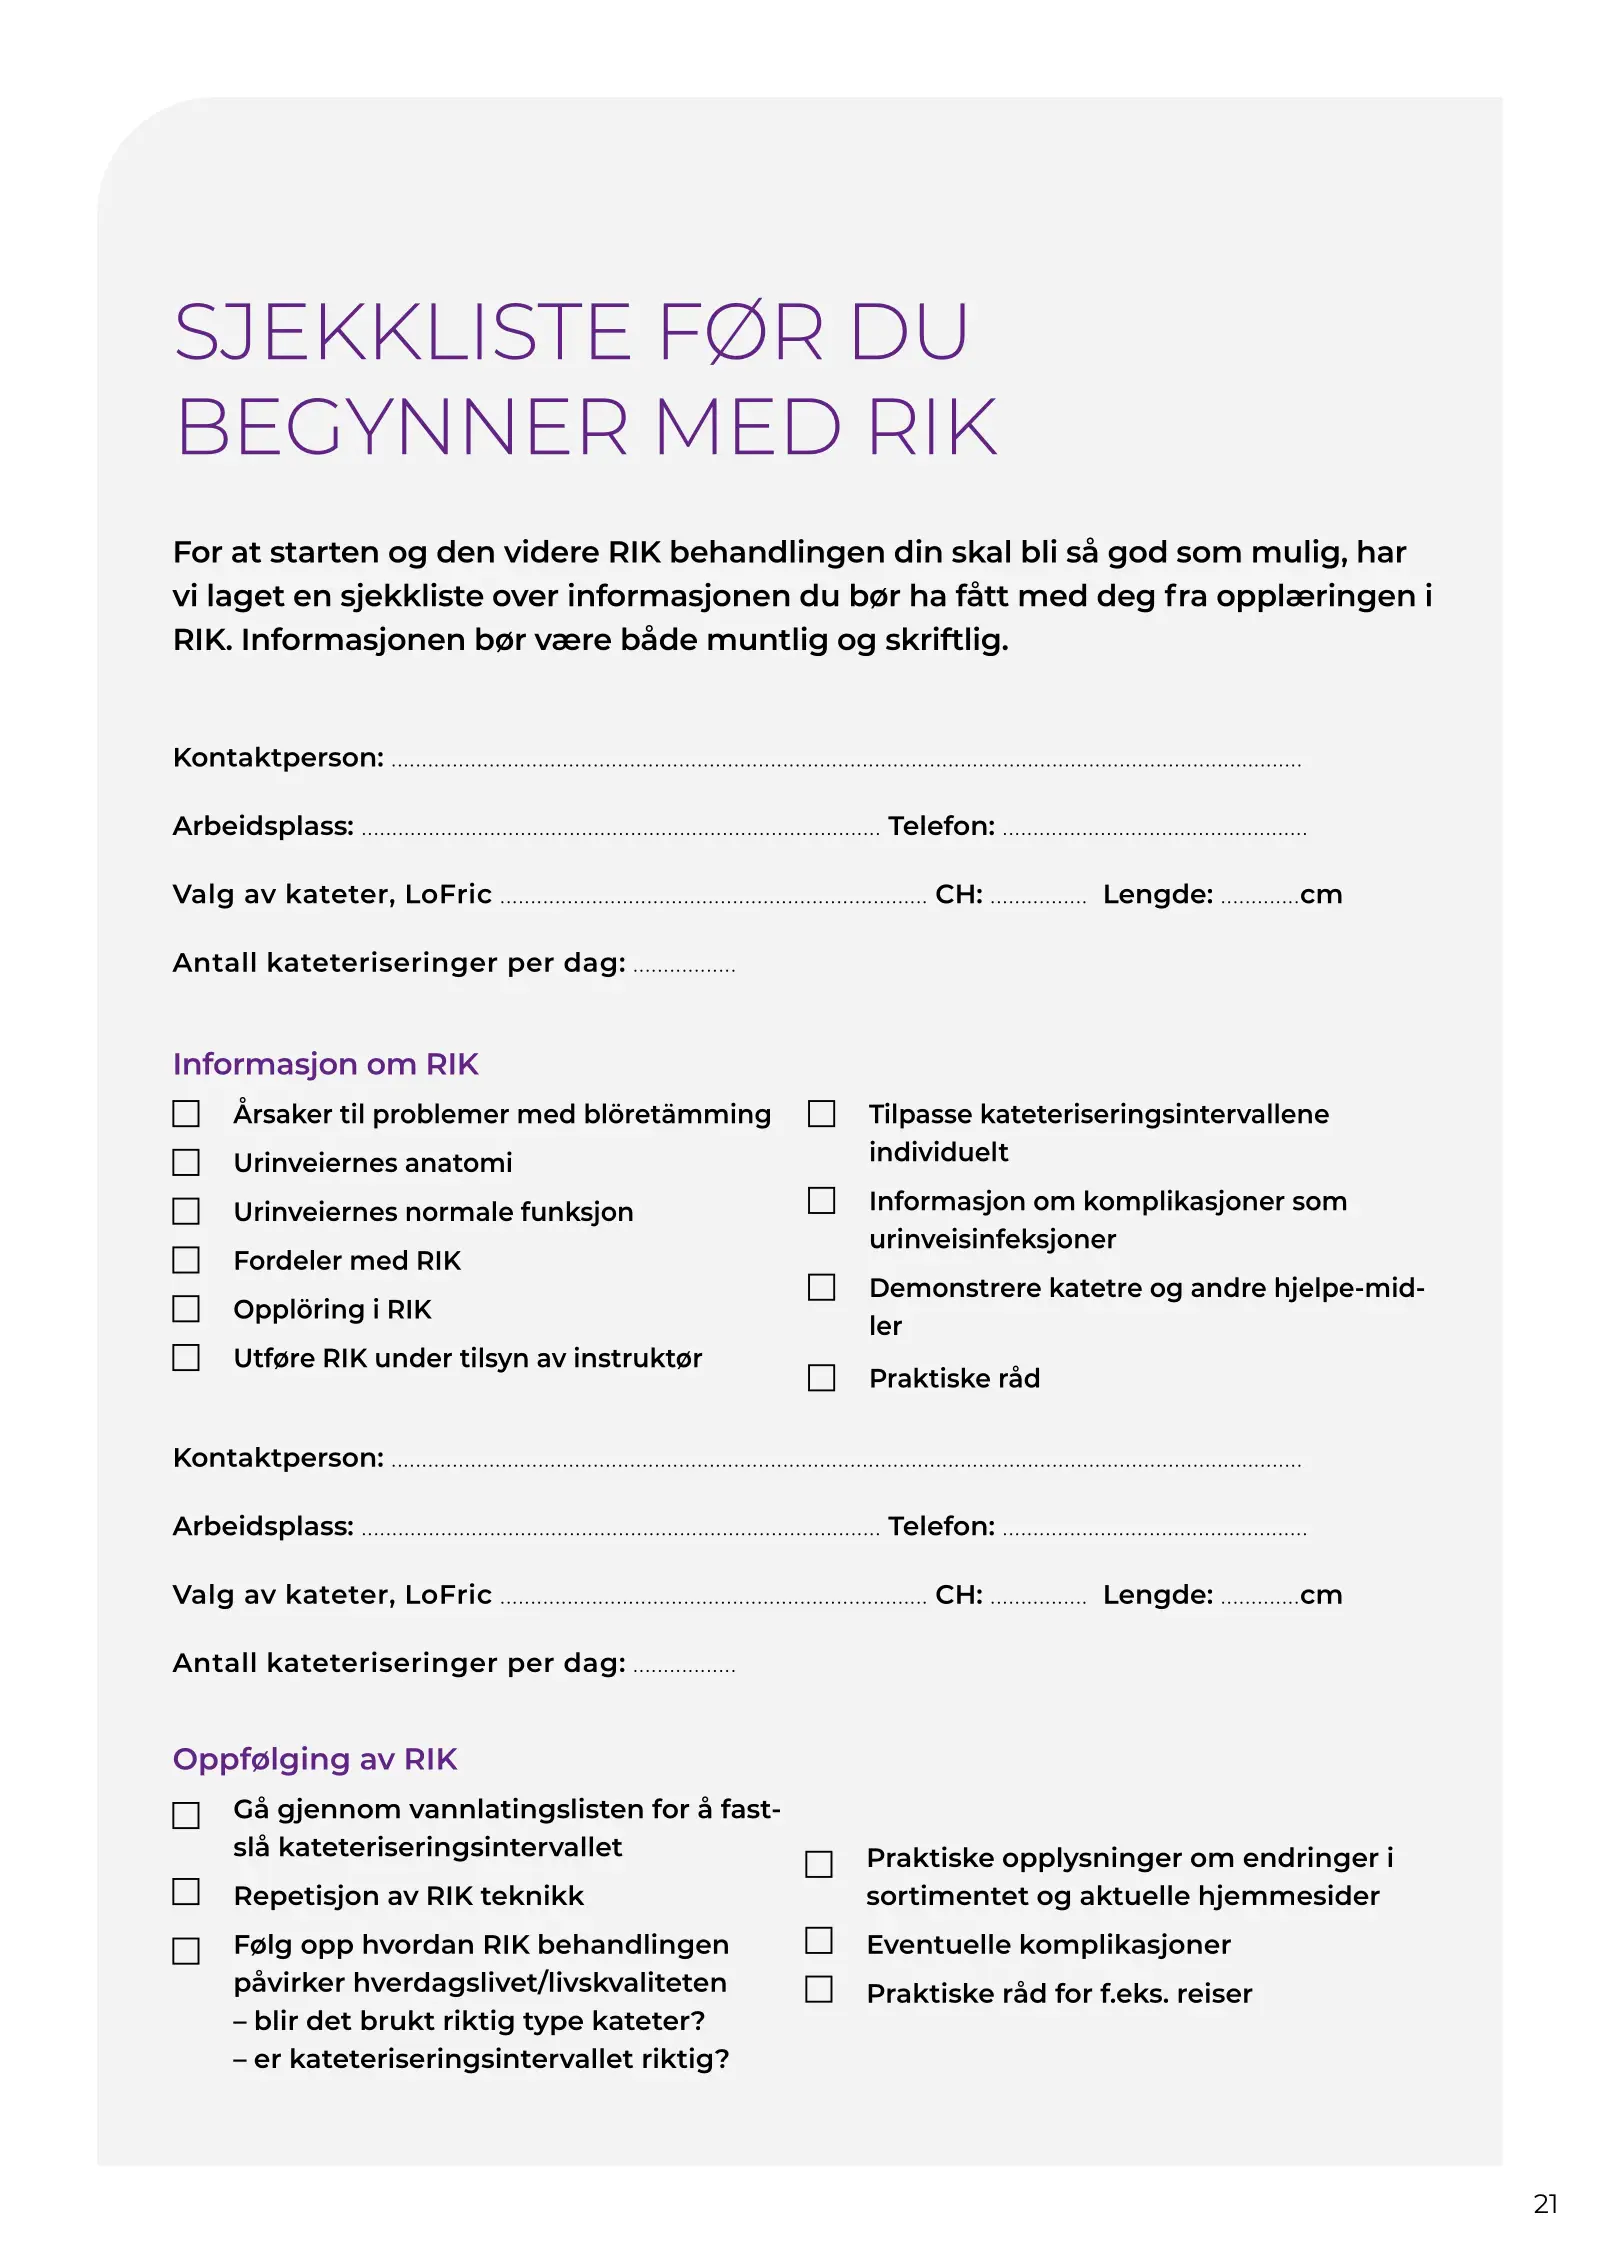 SJEKKLISTE FØR DU
BEGYNNER MED RIK
For at starten og den videre RIK behandlingen din skal bli så god som mulig, har
vi laget en sjekkliste over informasjonen du bør ha fått med deg fra opplæringen i
RIK. Informasjonen bør være både muntlig og skriftlig.
Kontaktperson: ........................................................................
Arbeidsplass: ........................................ Telefon: ........................
Valg av kateter, LoFric ................................ CH: ................ Lengde: .............cm
Antall kateteriseringer per dag: .................
Informasjon om RIK
Årsaker til problemer med blöretämming
Urinveiernes anatomi
Urinveiernes normale funksjon
Fordeler med RIK
Opplöring i RIK
Utføre RIK under tilsyn av instruktør
Tilpasse kateteriseringsintervallene
individuelt
Informasjon om komplikasjoner som
urinveisinfeksjoner
Demonstrere katetre og andre hjelpe-mid-
ler
Praktiske råd
Kontaktperson: ........................................................................
Arbeidsplass: ........................................ Telefon: ........................
Valg av kateter, LoFric ................................ CH: ................ Lengde: .............cm
Antall kateteriseringer per dag: .................
Oppfølging av RIK
Gå gjennom vannlatingslisten for å fast-
slå kateteriseringsintervallet
Repetisjon av RIK teknikk
Følg opp hvordan RIK behandlingen
påvirker hverdagslivet/livskvaliteten
– blir det brukt riktig type kateter?
– er kateteriseringsintervallet riktig?
Praktiske opplysninger om endringer i
sortimentet og aktuelle hjemmesider
Eventuelle komplikasjoner
Praktiske råd for f.eks. reiser
21